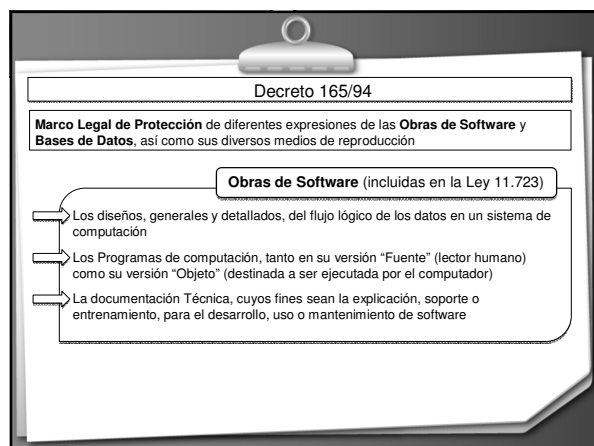 Decreto 165/94
Marco Legal de Protección de diferentes expresiones de las Obras de Software y
Bases de Datos, así como sus diversos medios de reproducción
Obras de Software (incluidas en la Ley 11.723)
Los diseños, generales y detallados, del flujo lógico de los datos en un sistema de
computación
Los Programas de computación, tanto en su versión “Fuente” (lector humano)
como su versión “Objeto” (destinada a ser ejecutada por el computador)
La documentación Técnica, cuyos fines sean la explicación, soporte o
entrenamiento, para el desarrollo, uso o mantenimiento de software